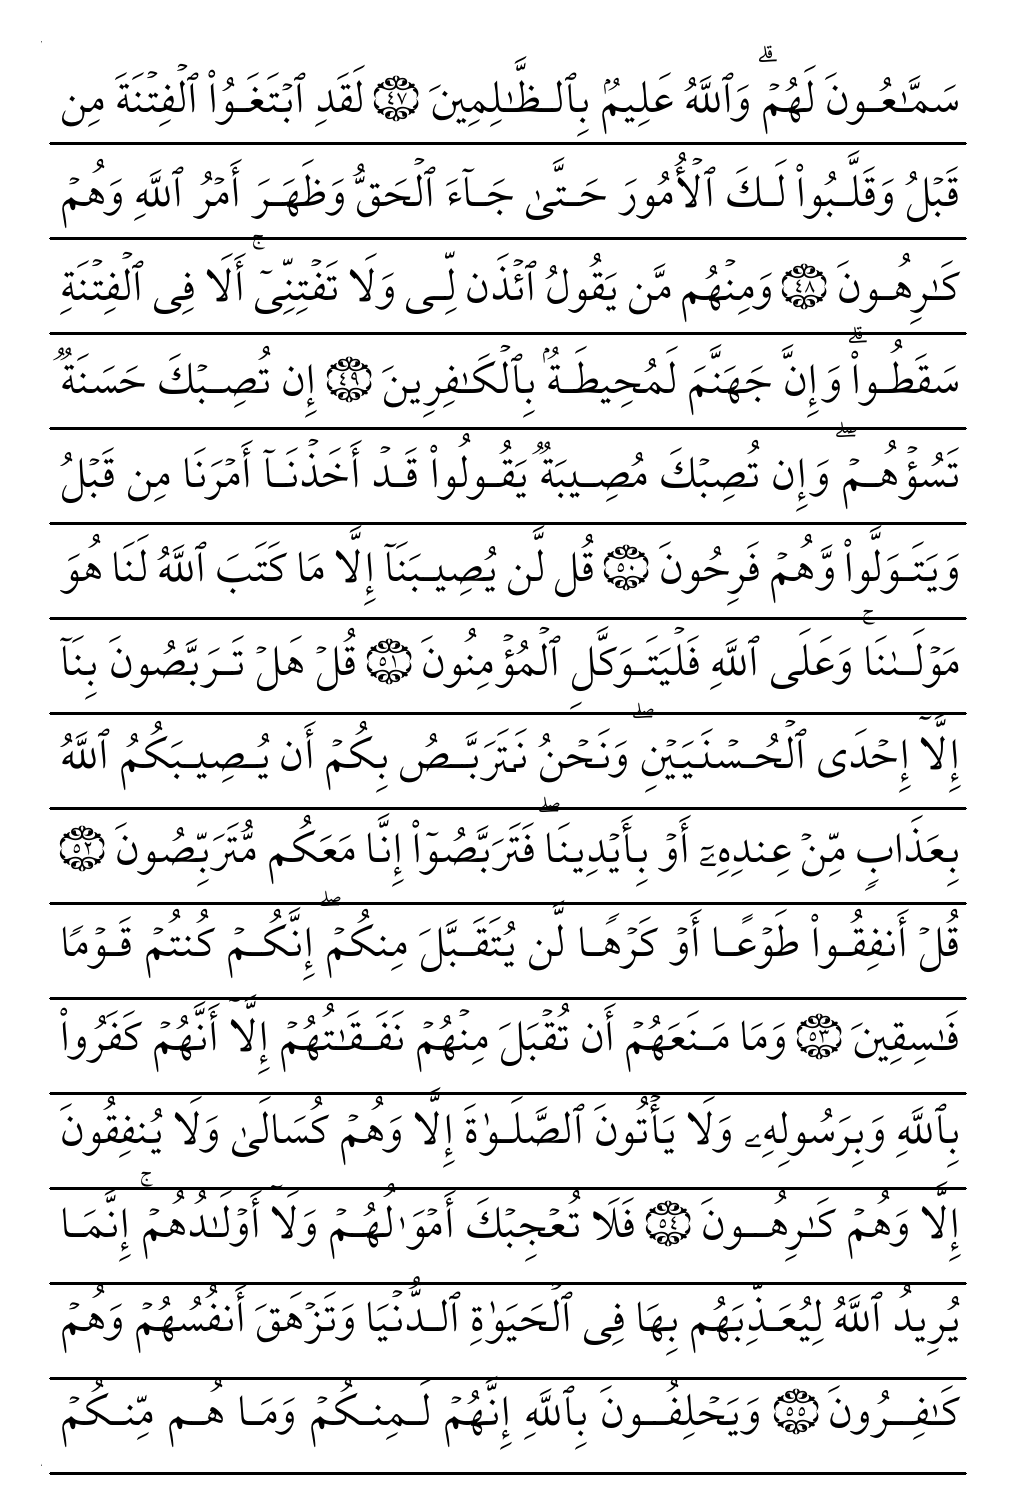 سَمَّٰعُونَ لَهُمۡۗ وَٱللَّهُ عَلِيمُۢ بِٱلظَّٰلِمِينَ ٤٧ لَقَدِ ٱبۡتَغَوُاْ ٱلۡفِتۡنَةَ مِن
قَبۡلُ وَقَلَّبُواْ لَكَ ٱلۡأُمُورَ حَتَّىٰ جَآءَ ٱلۡحَقُّ وَظَهَرَ أَمۡرُ ٱللَّهِ وَهُمۡ
كَٰرِهُونَ ٤٨ وَمِنۡهُم مَّن يَقُولُ ٱئۡذَن لِّي وَلَا تَفۡتِنِّيٓۚ أَلَا فِي ٱلۡفِتۡنَةِ
سَقَطُواْۗ وَإِنَّ جَهَنَّمَ لَمُحِيطَةُۢ بِٱلۡكَٰفِرِينَ ٤٩ إِن تُصِبۡكَ حَسَنَةٞ
تَسُؤۡهُمۡۖ وَإِن تُصِبۡكَ مُصِيبَةٞ يَقُولُواْ قَدۡ أَخَذۡنَآ أَمۡرَنَا مِن قَبۡلُ
وَيَتَوَلَّواْ وَّهُمۡ فَرِحُونَ ٥٠ قُل لَّن يُصِيبَنَآ إِلَّا مَا كَتَبَ ٱللَّهُ لَنَا هُوَ
مَوۡلَىٰنَاۚ وَعَلَى ٱللَّهِ فَلۡيَتَوَكَّلِ ٱلۡمُؤۡمِنُونَ ٥١ قُلۡ هَلۡ تَرَبَّصُونَ بِنَآ
إِلَّآ إِحۡدَى ٱلۡحُسۡنَيَيۡنِۖ وَنَحۡنُ نَتَرَبَّصُ بِكُمۡ أَن يُصِيبَكُمُ ٱللَّهُ
بِعَذَابٖ مِّنۡ عِندِهِۦٓ أَوۡ بِأَيۡدِينَاۖ فَتَرَبَّصُوٓاْ إِنَّا مَعَكُم مُّتَرَبِّصُونَ ٥٢
قُلۡ أَنفِقُواْ طَوۡعًا أَوۡ كَرۡهٗا لَّن يُتَقَبَّلَ مِنكُمۡۖ إِنَّكُمۡ كُنتُمۡ قَوۡمٗا
فَٰسِقِينَ ٥٣ وَمَا مَنَعَهُمۡ أَن تُقۡبَلَ مِنۡهُمۡ نَفَقَٰتُهُمۡ إِلَّآ أَنَّهُمۡ كَفَرُواْ
بِٱللَّهِ وَبِرَسُولِهِۦ وَلَا يَأۡتُونَ ٱلصَّلَوٰةَ إِلَّا وَهُمۡ كُسَالَىٰ وَلَا يُنفِقُونَ
إِلَّا وَهُمۡ كَٰرِهُونَ ٥٤ فَلَا تُعۡجِبۡكَ أَمۡوَٰلُهُمۡ وَلَآ أَوۡلَٰدُهُمۡۚ إِنَّمَا
يُرِيدُ ٱللَّهُ لِيُعَذِّبَهُم بِهَا فِي ٱلۡحَيَوٰةِ ٱلدُّنۡيَا وَتَزۡهَقَ أَنفُسُهُمۡ وَهُمۡ
كَٰفِرُونَ ٥٥ وَيَحۡلِفُونَ بِٱللَّهِ إِنَّهُمۡ لَمِنكُمۡ وَمَا هُم مِّنكُمۡ